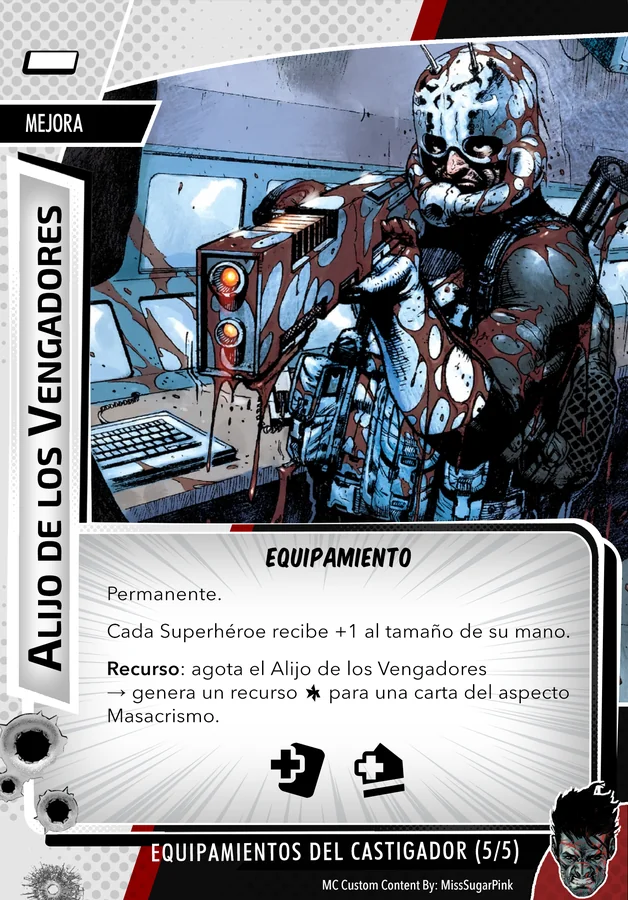 MEJORA
ALIJO DE LOS VENGADORES
EQUIPAMIENTO
Permanente.
Cada Superhéroe recibe +1 al tamaño de su mano.
Recurso: agota el Alijo de los Vengadores
→ genera un recurso para una carta del aspecto
Masacrismo.
EQUIPAMIENTOS DEL CASTIGADOR (5/5)
MC Custom Content By: MissSugarPink